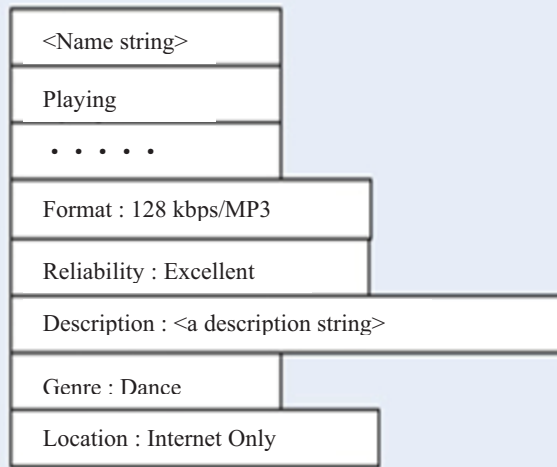 <Name string>
Playing
• • • • •
Format : 128 kbps/MP3
Reliability : Excellent
Description : <a description string>
Genre : Dance
Location : Internet Only